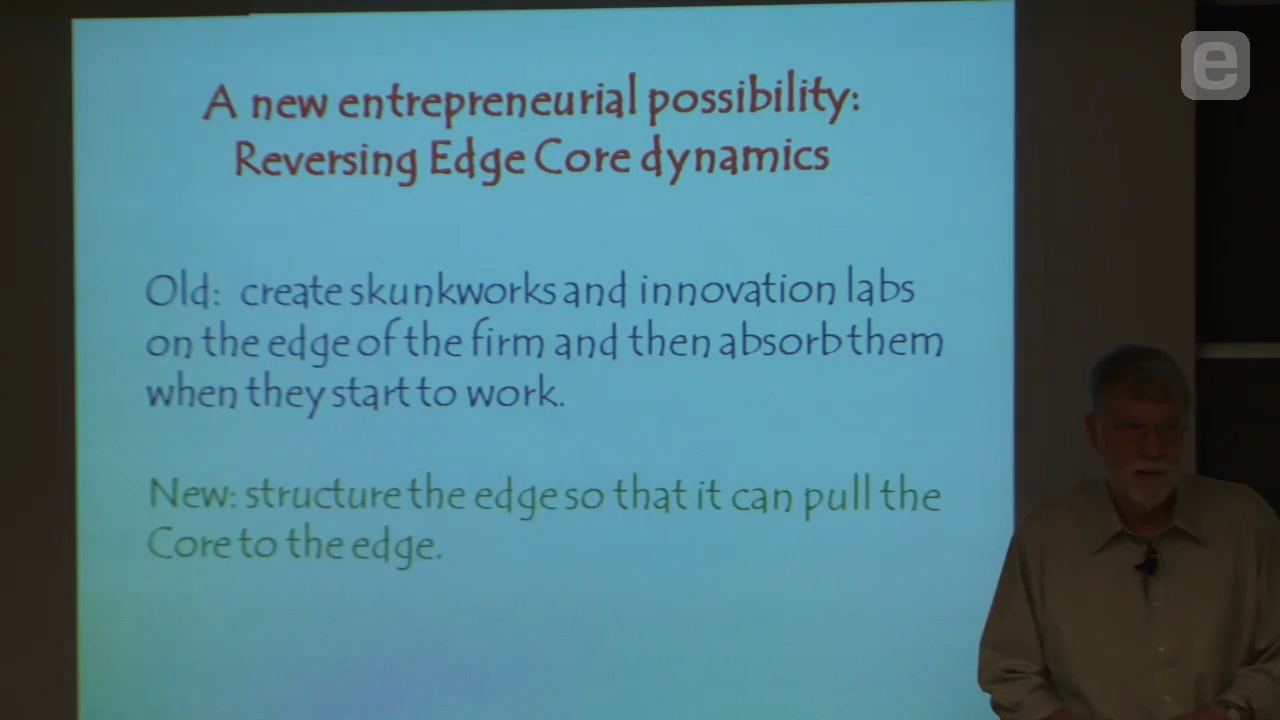 e
A new entrepreneurial possibility:
Reversing Edge Core dynamics
Old: create skunkworks and innovation labs
on the edge of the firm and then absorb them
when they start to work.
New: structure the edge so that it can pull the
Core to the edge.